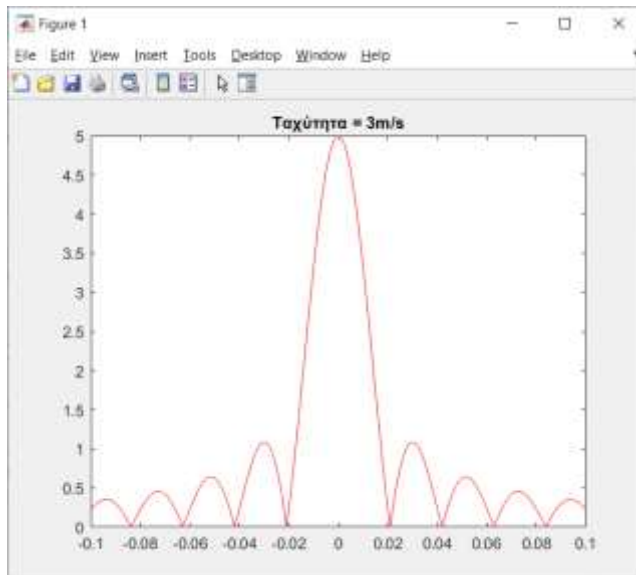 Figure 1
File Edit View Insert Tools Desktop Window Help
Ταχύτητα = 3m/s
5
4.5
4
3.5
3
2.5
2
1.5
1
0.5
0
-0.1 -0.08 -0.06 -0.04 -0.02 0 0.02 0.04 0.06 0.08 0.1